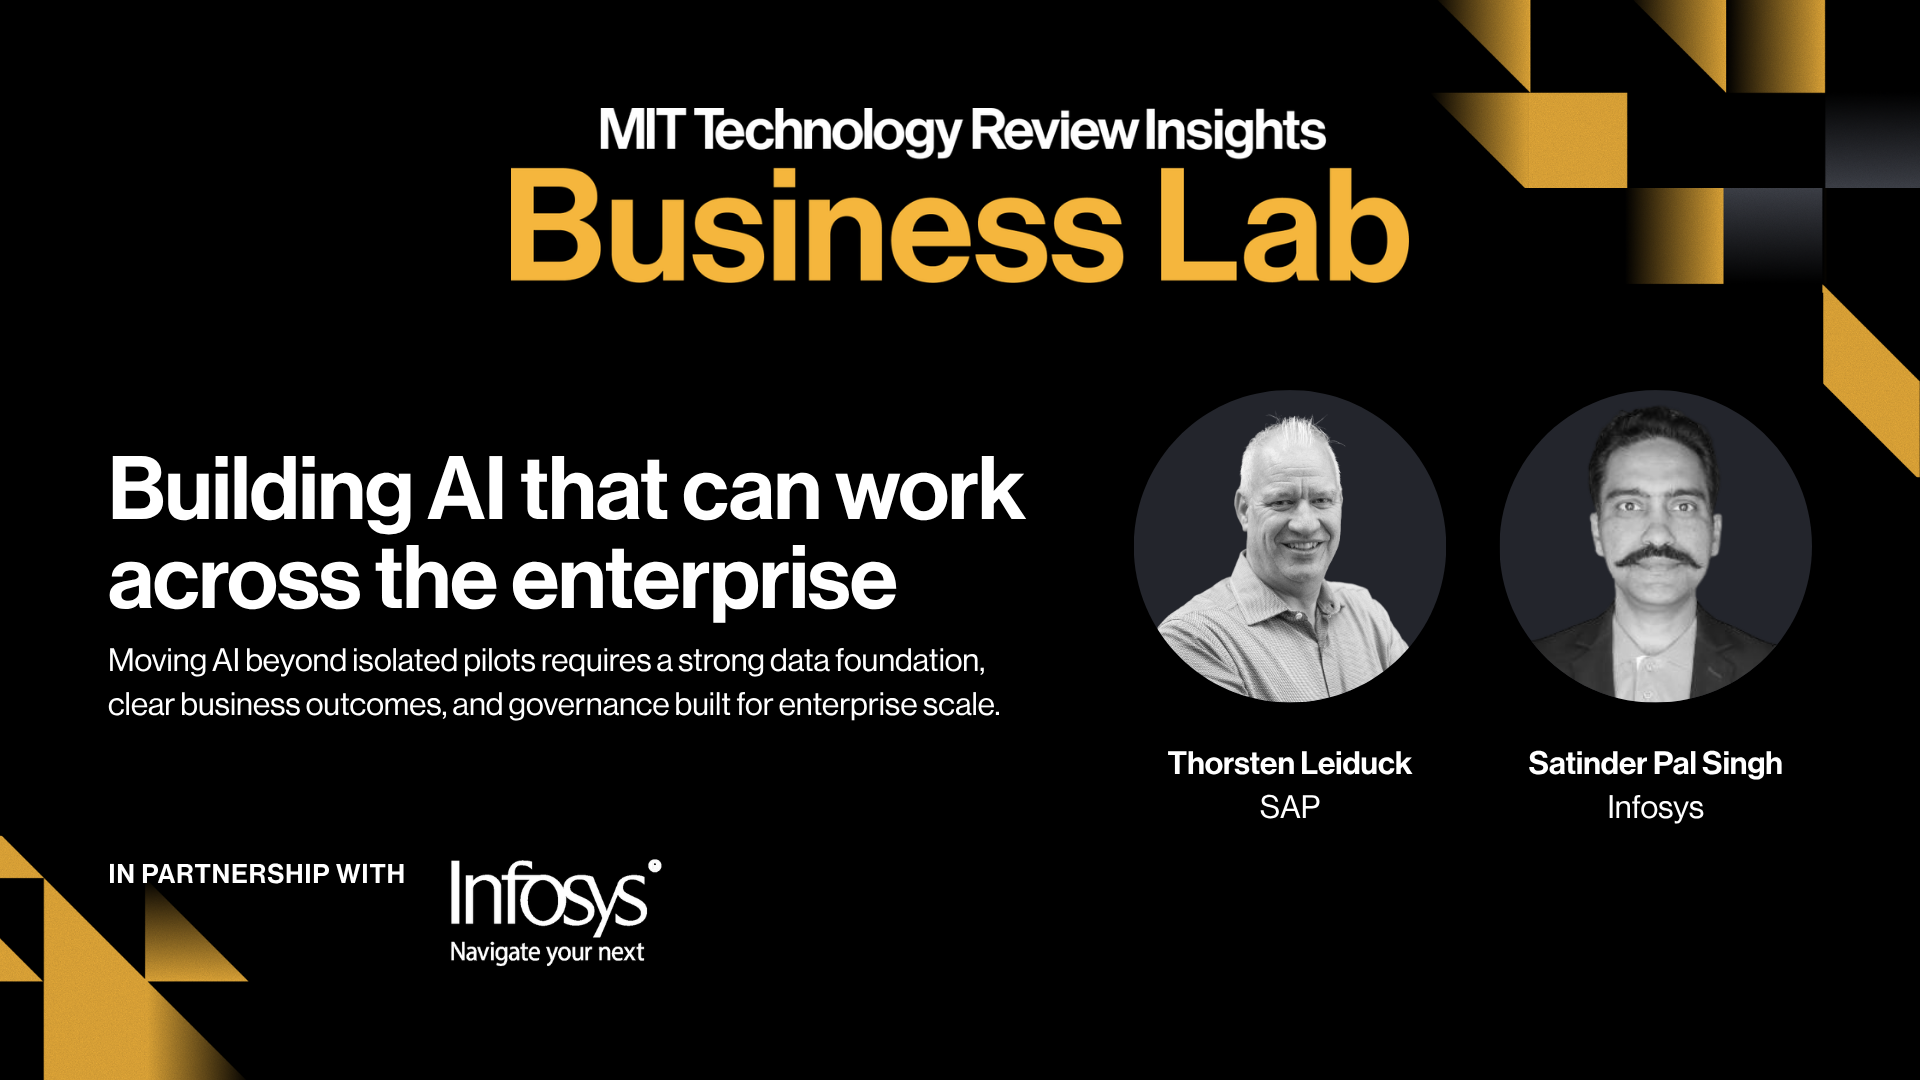 MIT Technology Review Insights
Business Lab
Building AI that can work
across the enterprise
Moving AI beyond isolated pilots requires a strong data foundation,
clear business outcomes, and governance built for enterprise scale.
Thorsten Leiduck
SAP
Satinder Pal Singh
Infosys
IN PARTNERSHIP WITH
Infosys
Navigate your next